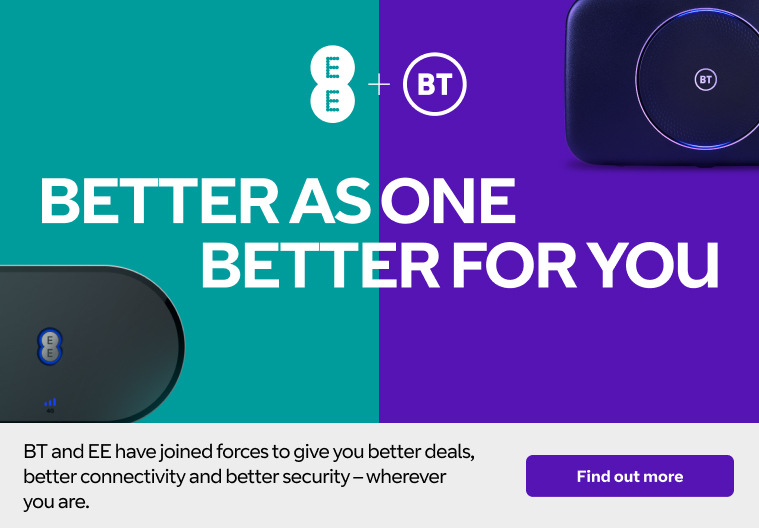 E
E
+
BT
BT
BETTER AS ONE
BETTER FOR YOU
E
E
BT and EE have joined forces to give you better deals,
better connectivity and better security – wherever
you are.
Find out more